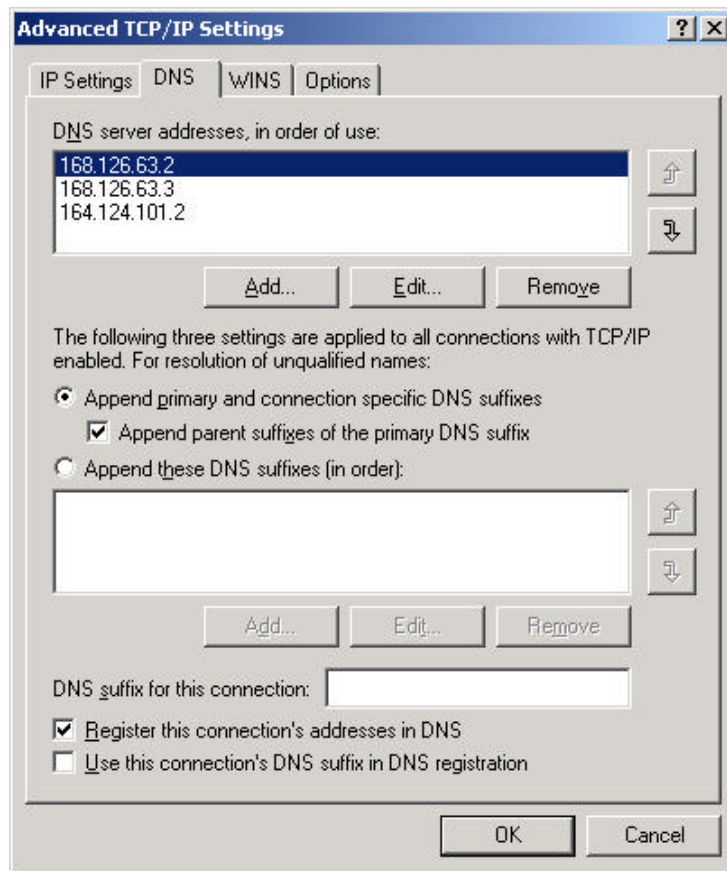 Advanced TCP/IP Settings
IP Settings DNS WINS Options
DNS server addresses, in order of use:
168.126.63.2
168.126.63.3
164.124.101.2
Add... Edit... Remove
The following three settings are applied to all connections with TCP/IP
enabled. For resolution of unqualified names:
Append primary and connection specific DNS suffixes
Append parent suffixes of the primary DNS suffix
Append these DNS suffixes (in order):
Add... Edit... Remove
DNS suffix for this connection:
Register this connection's addresses in DNS
Use this connection's DNS suffix in DNS registration
OK Cancel